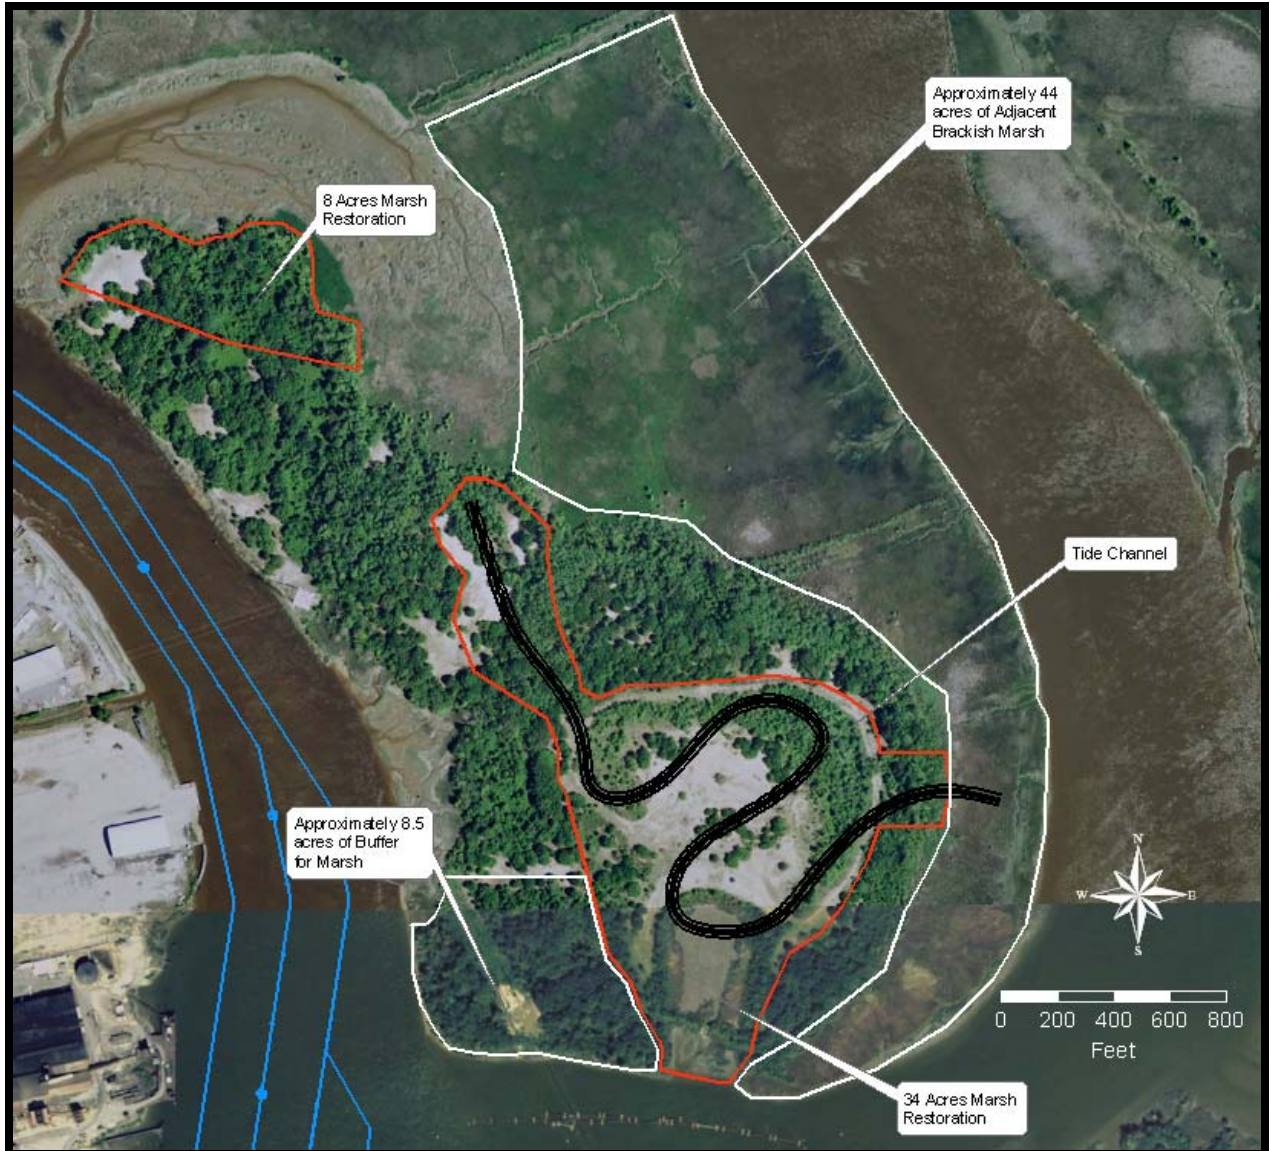 Approximately 44
acres of Adjacent
Brackish Marsh
8 Acres Marsh
Restoration
Tide Channel
Approximately 8.5
acres of Buffer
for Marsh
N
W E
S
0 200 400 600 800
Feet
34 Acres Marsh
Restoration